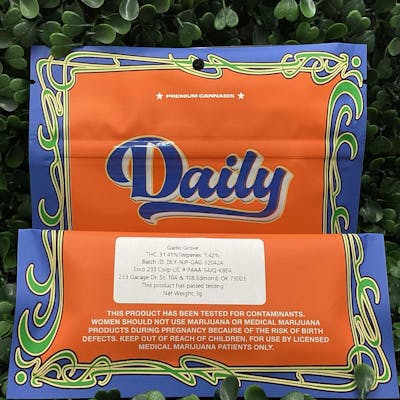 ★ PREMIUM CANNABIS ★
Daily
Garlic Grove
THC: 31.41%Terpenes: 1.42%
Batch ID: DLY-NIP-GAG-120424
Esco 233 Corp LIC # PAAA-S4JQ-KBEA
233 Garage Dr, St. 104 & 108 Edmond, OK 73003
This product has passed testing
Net Weight: 3g
THIS PRODUCT HAS BEEN TESTED FOR CONTAMINANTS.
WOMEN SHOULD NOT USE MARIJUANA OR MEDICAL MARIJUANA
PRODUCTS DURING PREGNANCY BECAUSE OF THE RISK OF BIRTH
DEFECTS. KEEP OUT OF REACH OF CHILDREN. FOR USE BY LICENSED
MEDICAL MARIJUANA PATIENTS ONLY.